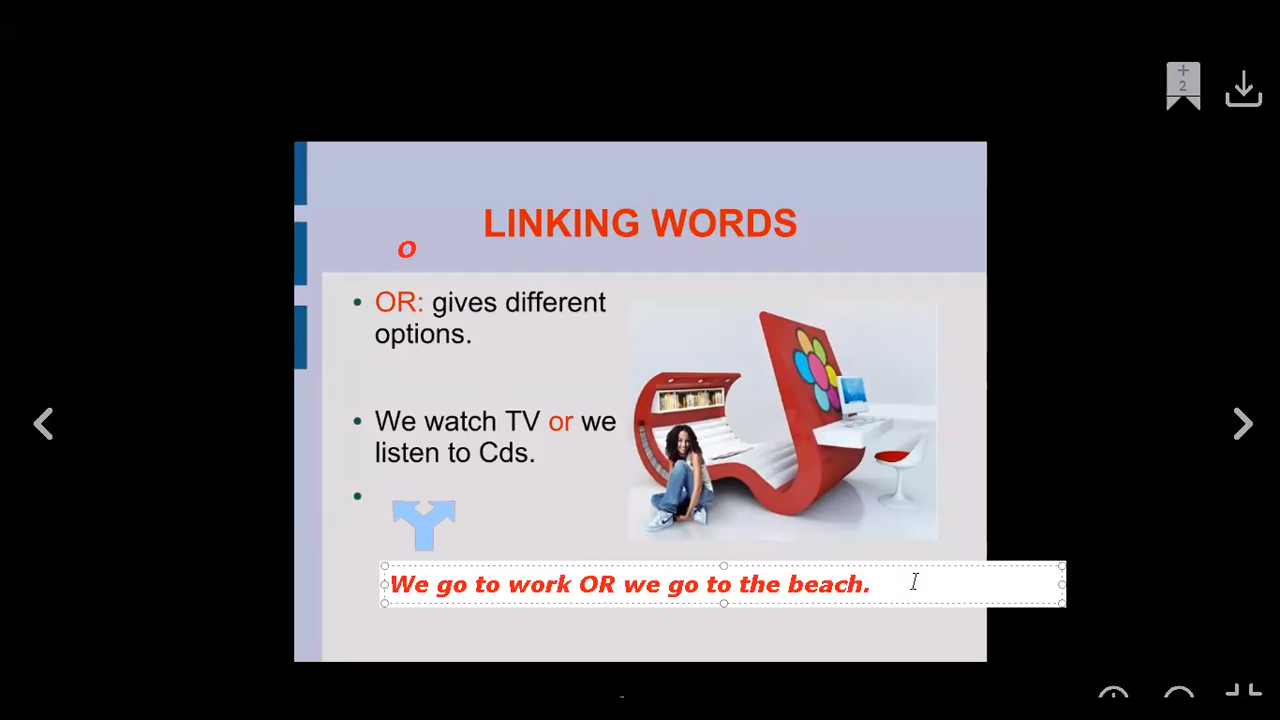 +
2
LINKING WORDS
o
• OR: gives different
options.
• We watch TV or we
listen to Cds.
•
We go to work OR we go to the beach.